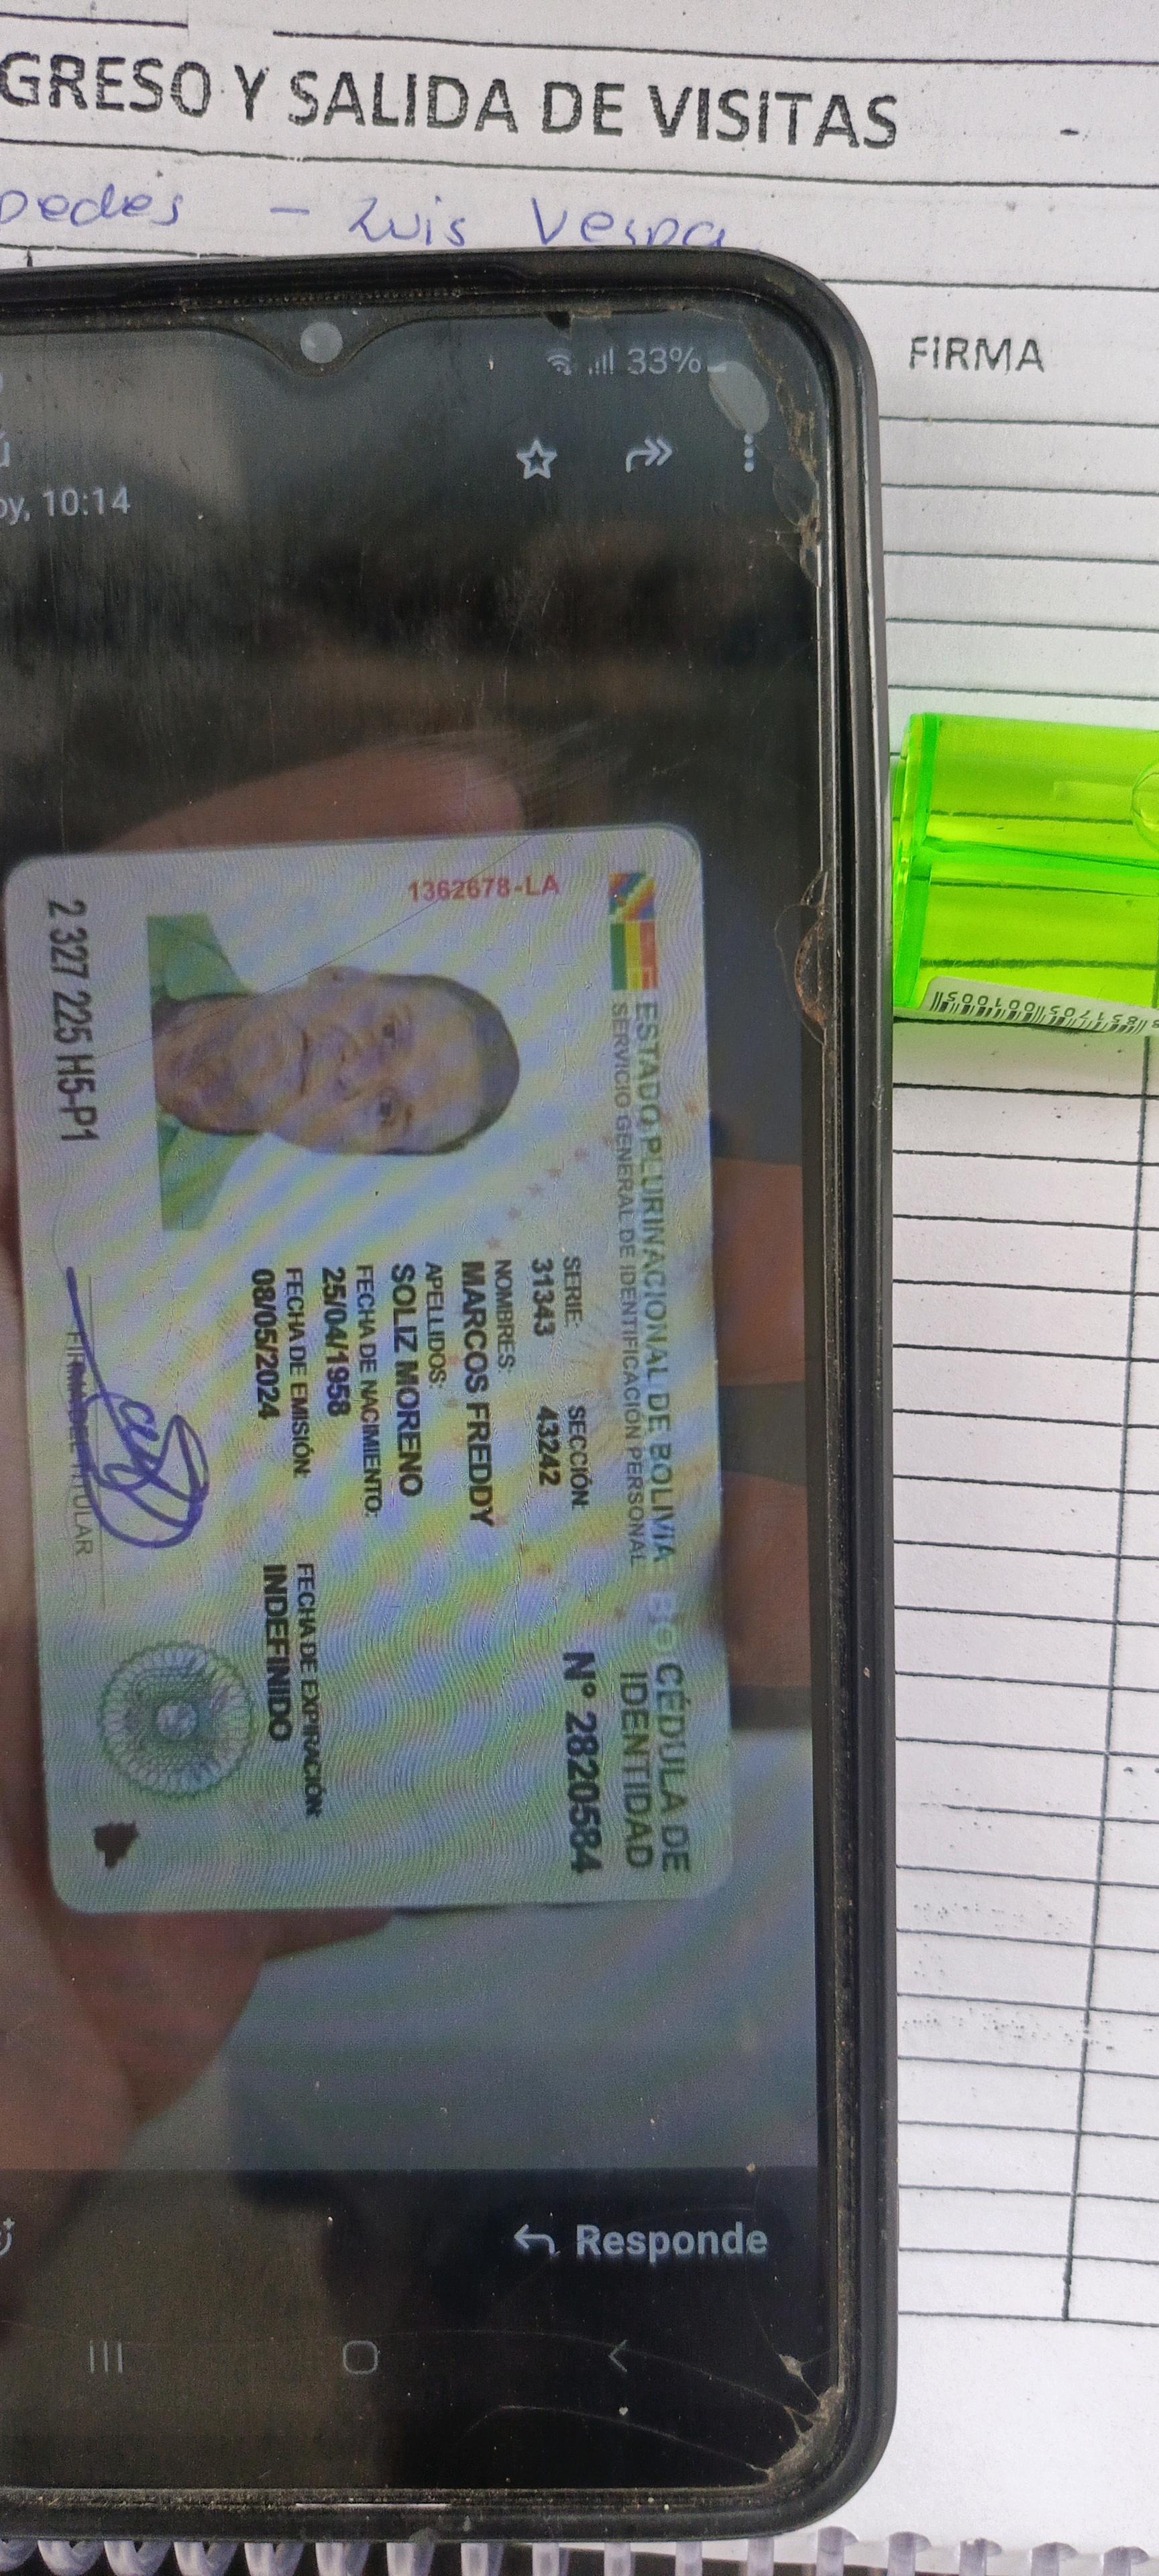 GRESO Y SALIDA DE VISITAS
Luis Vespa
FIRMA
33%
10:14
1362678-LA
ESTADO PLURINACIONAL DE BOLIVIA BO
SERVICIO GENERAL DE IDENTIFICACIÓN PERSONAL
CÉDULA DE
IDENTIDAD
SERIE: SECCIÓN:
31343 43242
N° 2820584
NOMBRES:
MARCOS FREDDY
APELLIDOS:
SOLIZ MORENO
FECHA DE NACIMIENTO:
25/04/1958
FECHA DE EMISIÓN: FECHA DE EXPIRACIÓN:
08/05/2024 INDEFINIDO
FIRMA DEL TITULAR
2 327 225 H5-P1
Responde